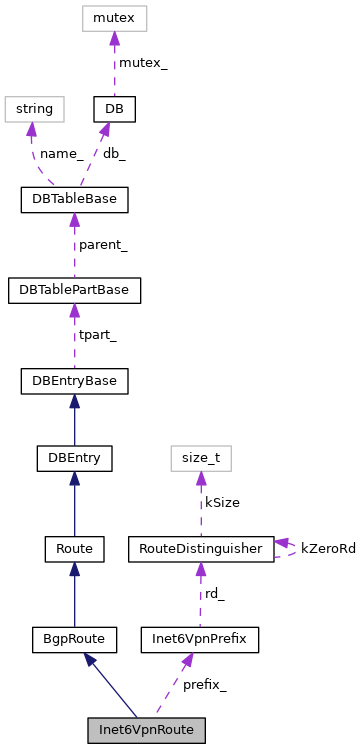 mutex
mutex_
string
DB
name_
db_
DBTableBase
parent_
DBTablePartBase
tpart_
DBEntryBase
DBEntry
size_t
kSize
Route
RouteDistinguisher
kZeroRd
rd_
BgpRoute
Inet6VpnPrefix
prefix_
Inet6VpnRoute